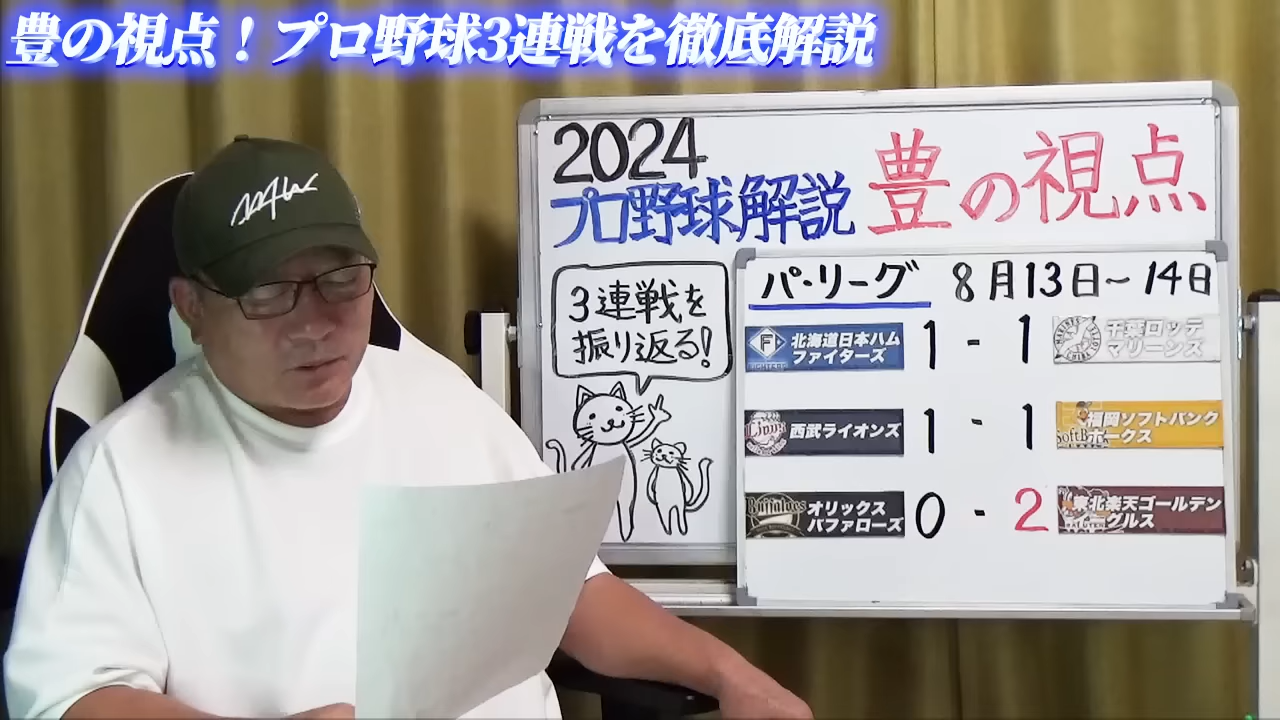 豊の視点！プロ野球3連戦を徹底解説
2024
プロ野球解説 豊の視点
3連戦を
振り返る!
パ・リーグ 8月13日~14日
北海道日本ハム
ファイターズ
1 - 1
千葉ロッテ
マリーンズ
西武ライオンズ
1 - 1
福岡ソフトバンク
ホークス
オリックス
バファローズ
0 - 2
東北楽天ゴールデン
グルス